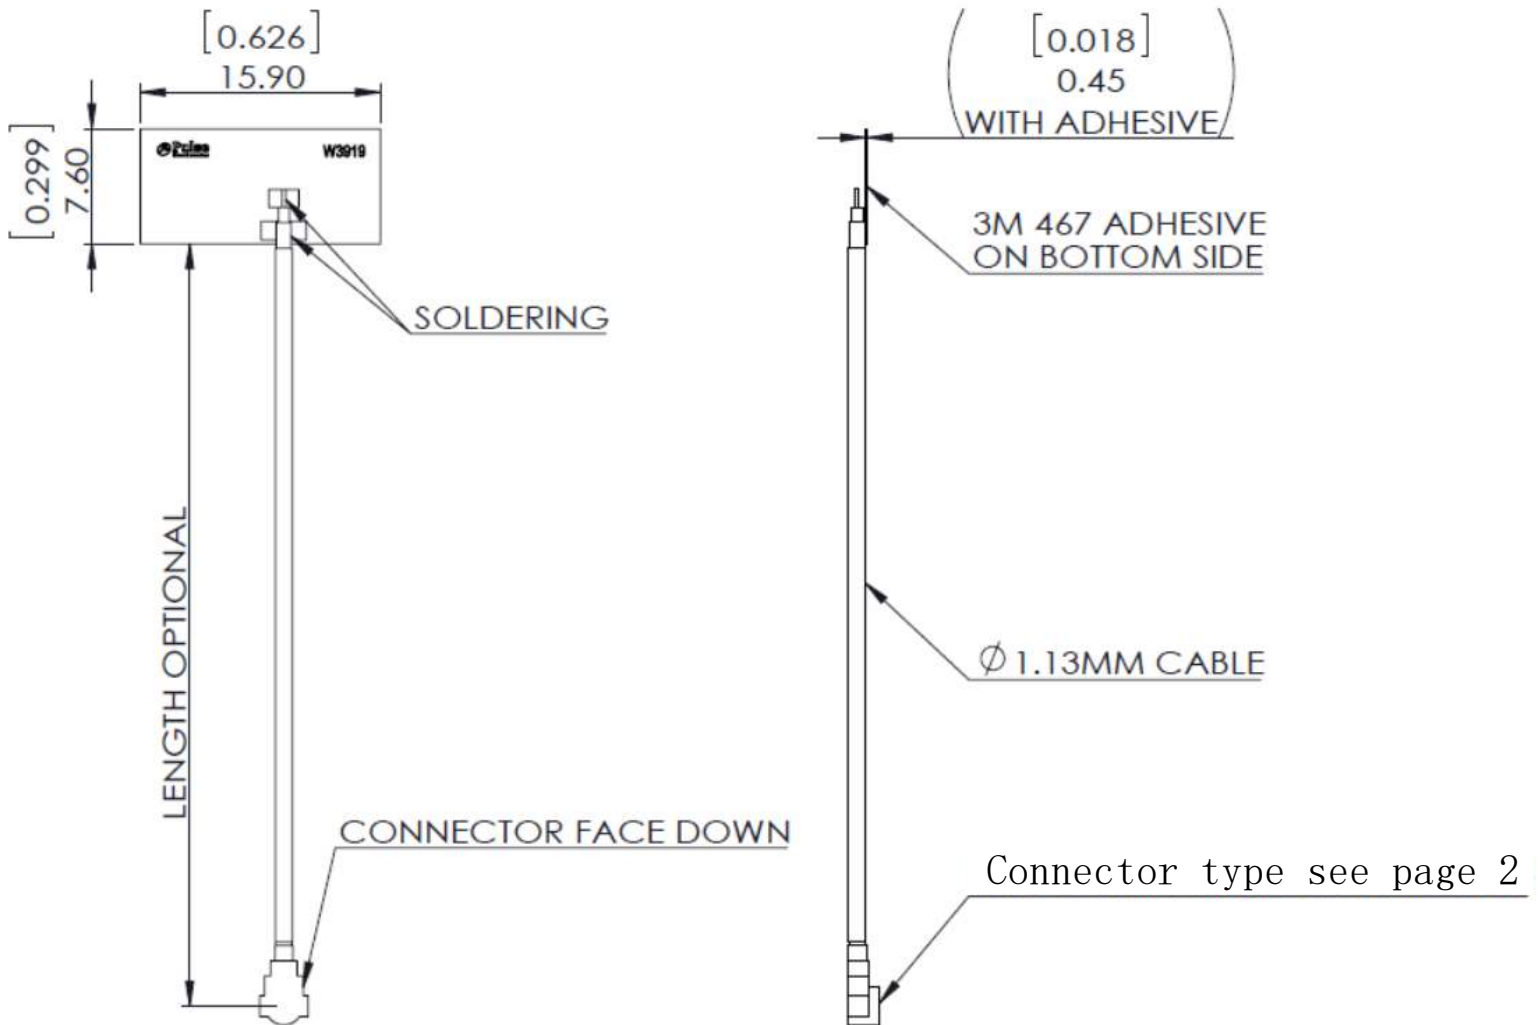 [0.626]
15.90
[0.299]
7.60
Pulse
W3919
SOLDERING
LENGTH OPTIONAL
CONNECTOR FACE DOWN
[0.018]
0.45
WITH ADHESIVE
3M 467 ADHESIVE
ON BOTTOM SIDE
∅ 1.13MM CABLE
Connector type see page 2